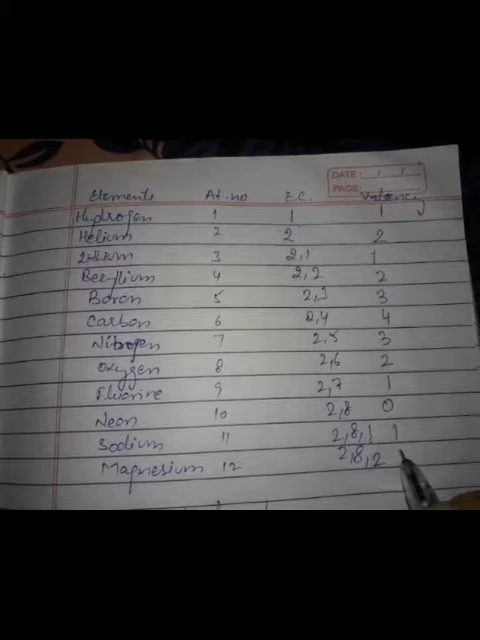 DATE:
PAGE
Elements At.no E.C. Valency
Hydrogen 1 1 1
Helium 2 2 2
Lithium 3 2,1 1
Beryllium 4 2,2 2
Boron 5 2,3 3
Carbon 6 2,4 4
Nitrogen 7 2,5 3
Oxygen 8 2,6 2
Fluorine 9 2,7 1
Neon 10 2,8 0
Sodium 11 2,8,1 1
Magnesium 12 2,8,2